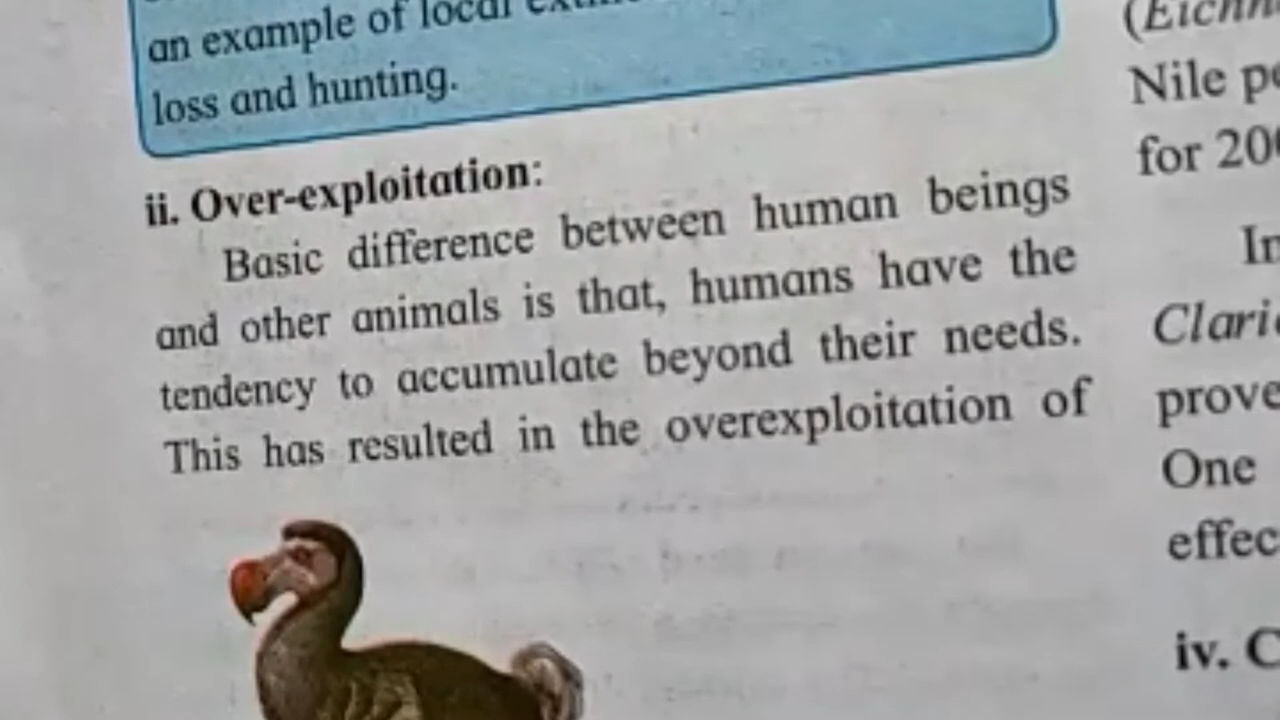 an example of local
loss and hunting.
ii. Over-exploitation:
Basic difference between human beings
and other animals is that, humans have the
tendency to accumulate beyond their needs.
This has resulted in the overexploitation of
Nile
for
prove
One
iv.